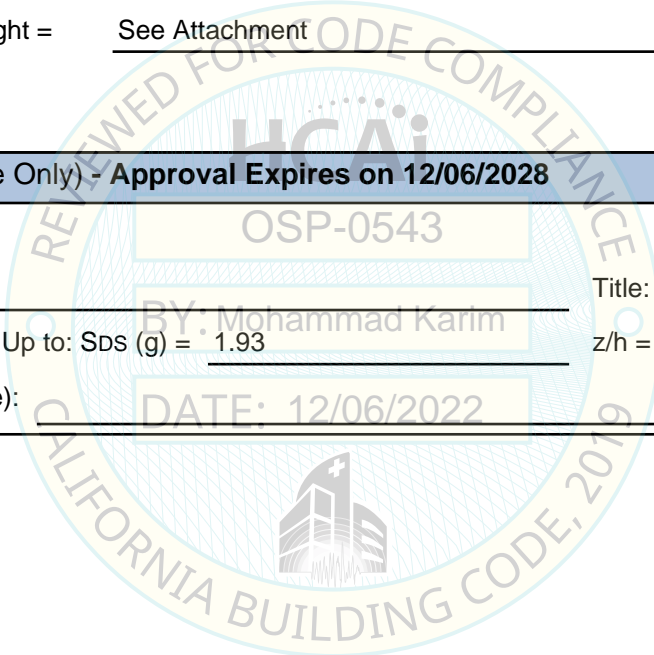 ght = See Attachment
REVIEWED FOR CODE COMPLIANCE
HCAi
e Only) - Approval Expires on 12/06/2028
OSP-0543
Title:
BY: Mohammad Karim
Up to: SDS (g) = 1.93 z/h =
e):
DATE: 12/06/2022
CALIFORNIA BUILDING CODE, 2019